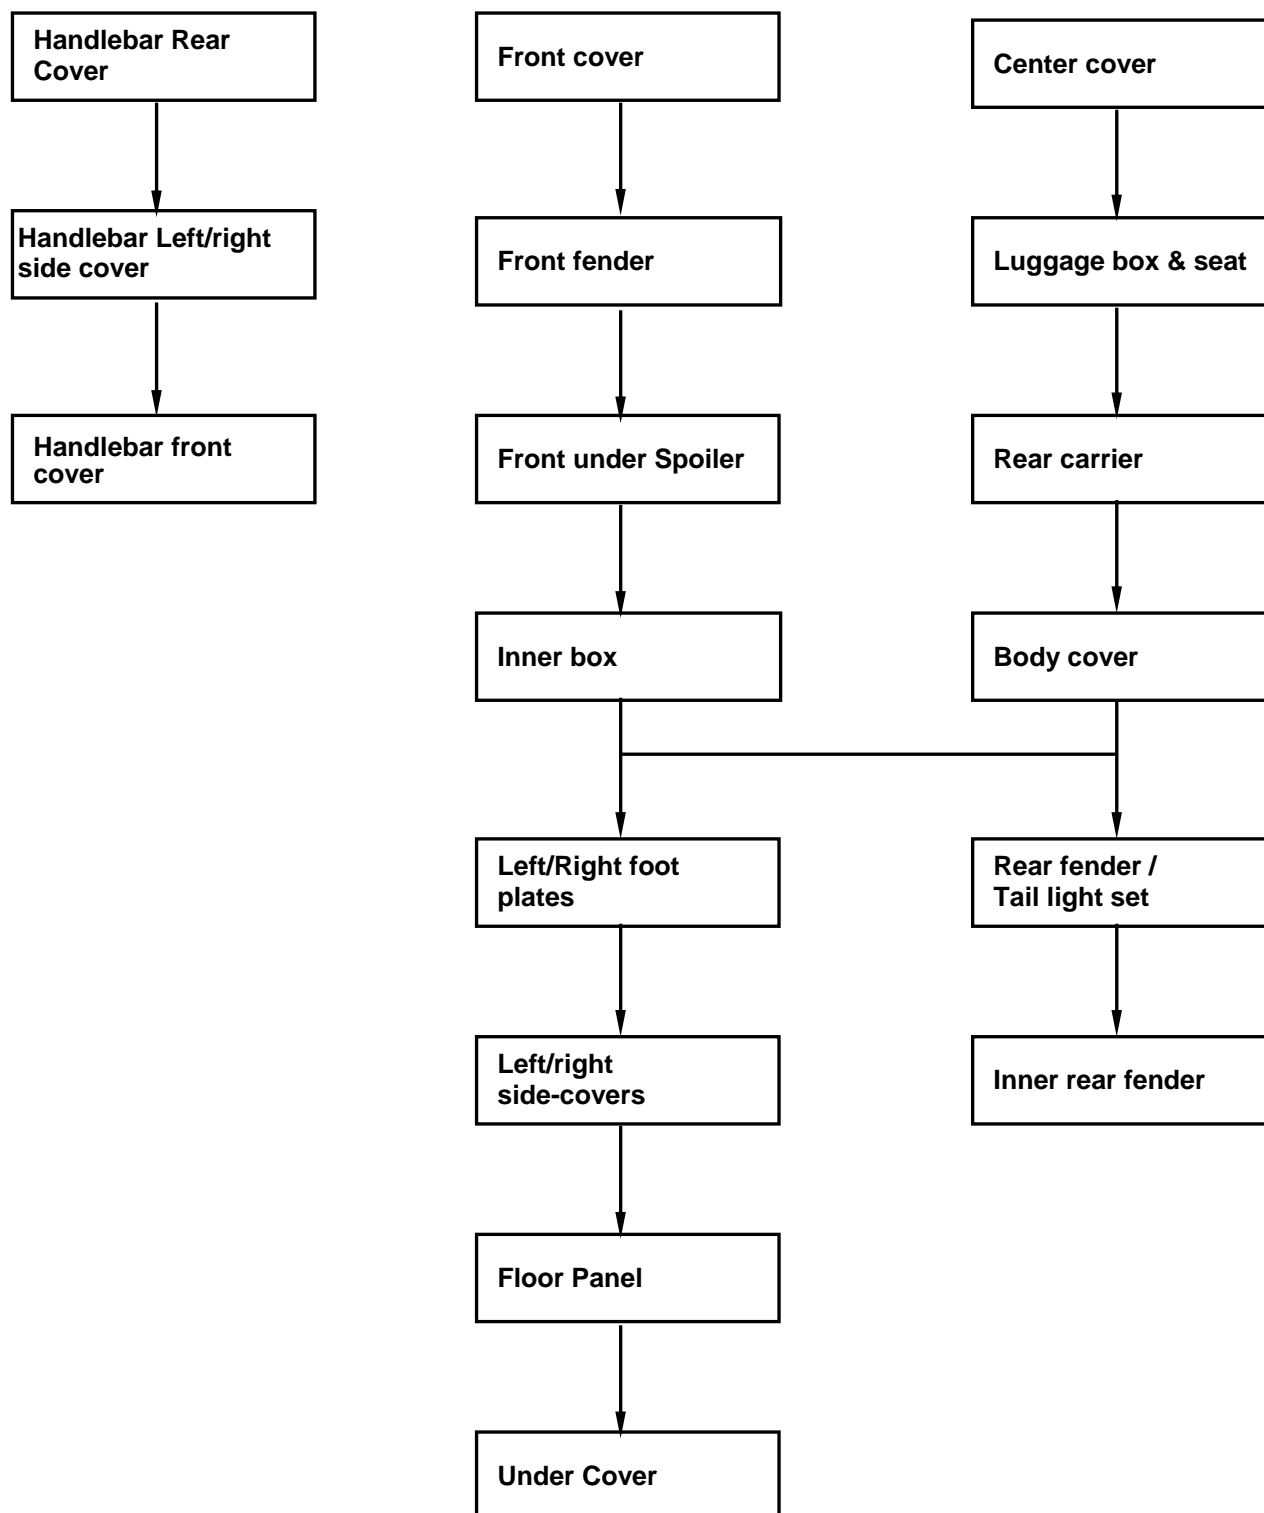 Handlebar Rear
Cover
Handlebar Left/right
side cover
Handlebar front
cover
Front cover
Front fender
Front under Spoiler
Inner box
Left/Right foot
plates
Left/right
side-covers
Floor Panel
Under Cover
Center cover
Luggage box & seat
Rear carrier
Body cover
Rear fender /
Tail light set
Inner rear fender